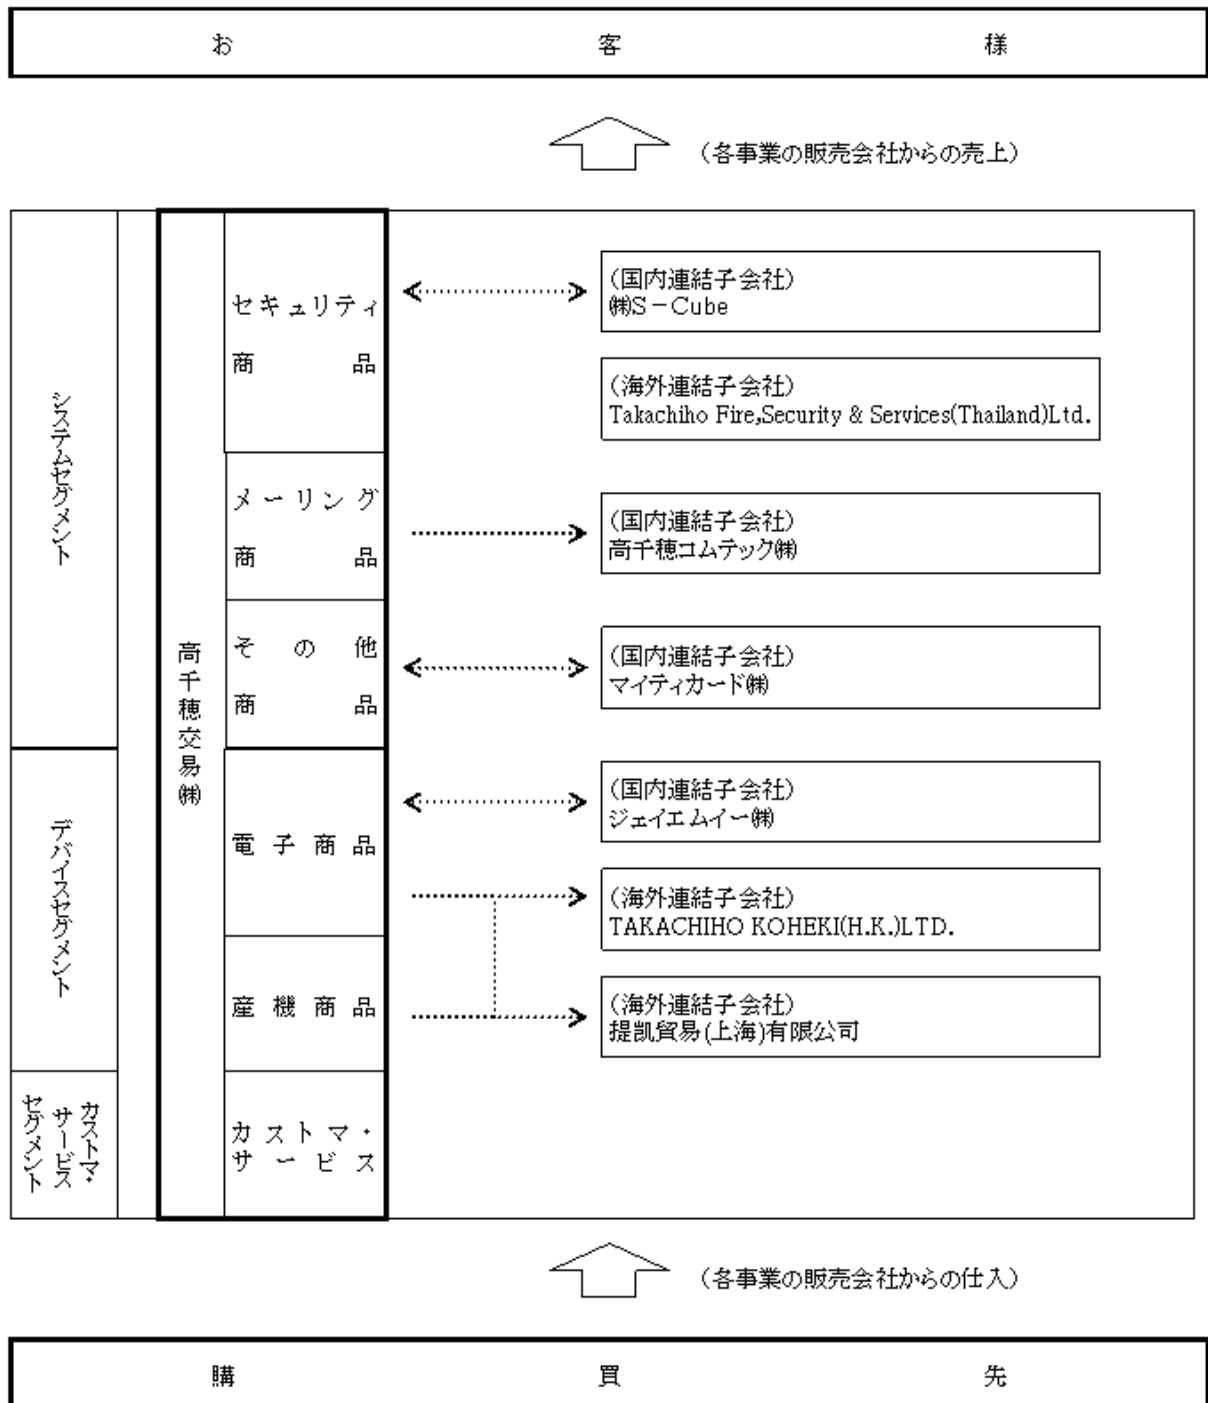 お客様
（各事業の販売会社からの売上）
システムセグメント
デバイスセグメント
カストマ・
サービス
セグメント
高千穂交易㈱
セキュリティ
商品
メーリング
商品
その他
商品
電子商品
産機商品
カストマ・
サービス
（国内連結子会社）
㈱S－Cube
（海外連結子会社）
Takachiho Fire,Security & Services(Thailand)Ltd.
（国内連結子会社）
高千穂コムテック㈱
（国内連結子会社）
マイティカード㈱
（国内連結子会社）
ジェイエムイー㈱
（海外連結子会社）
TAKACHIHO KOHEKI(H.K.)LTD.
（海外連結子会社）
提凱貿易(上海)有限公司
（各事業の販売会社からの仕入）
購買先